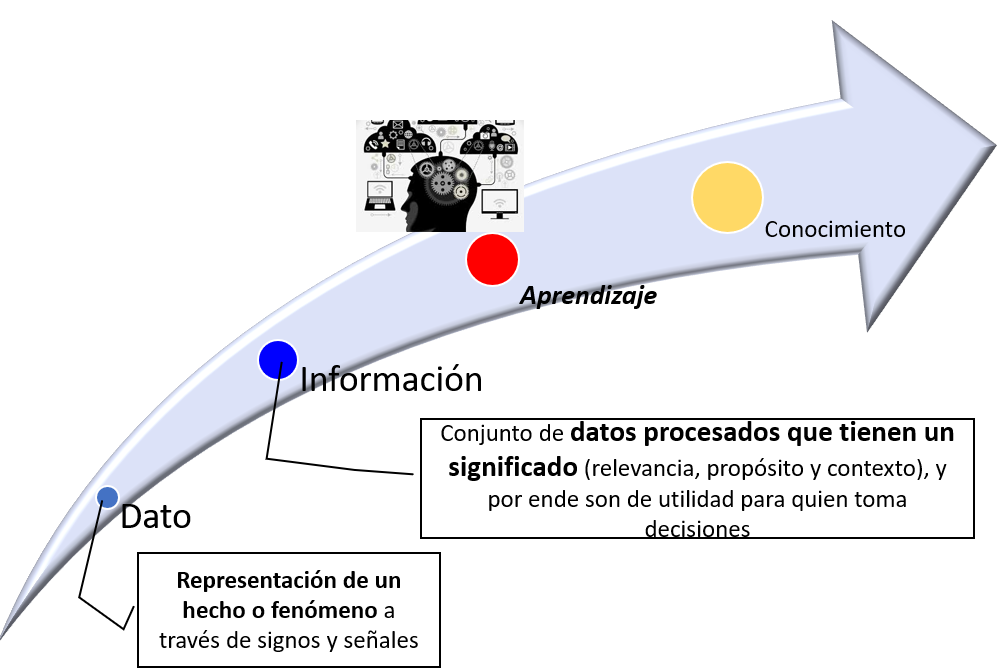 Conocimiento
Aprendizaje
Información
Conjunto de datos procesados que tienen un
significado (relevancia, propósito y contexto), y
por ende son de utilidad para quien toma
decisiones
Dato
Representación de un
hecho o fenómeno a
través de signos y señales